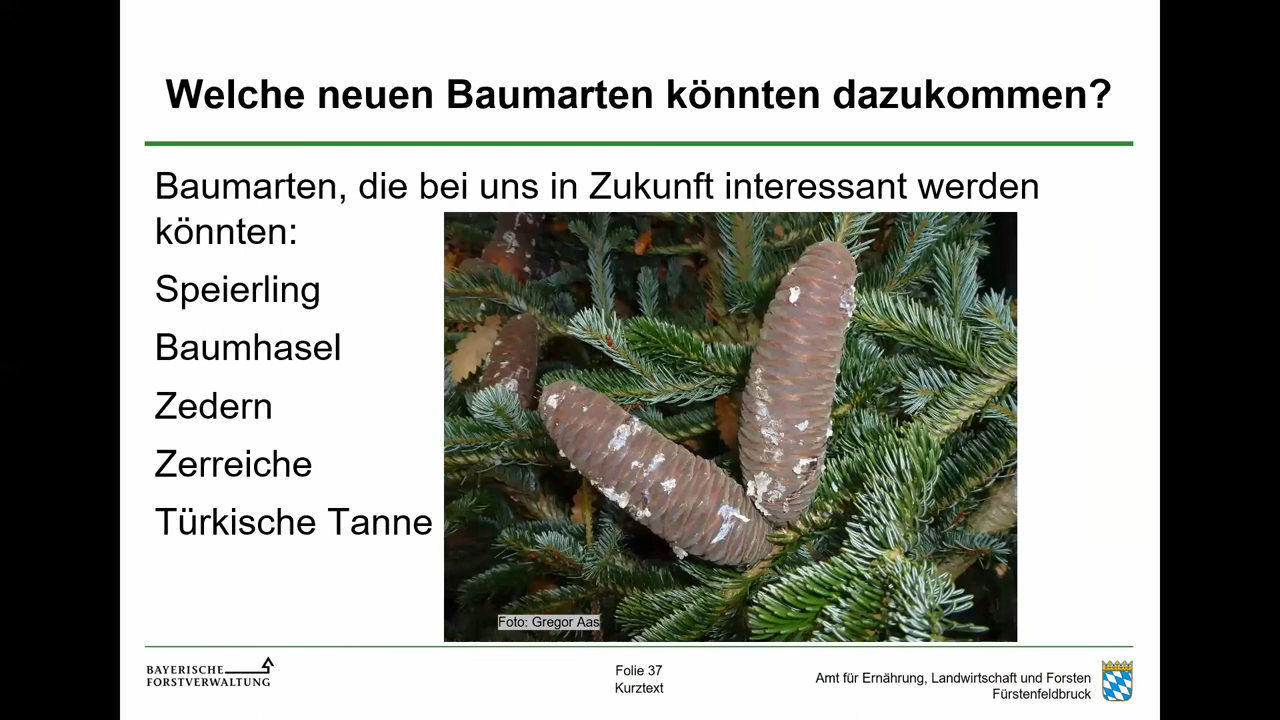 Welche neuen Baumarten könnten dazukommen?
Baumarten, die bei uns in Zukunft interessant werden
könnten:
Speierling
Baumhasel
Zedern
Zerreiche
Türkische Tanne
Foto: Gregor Aas
BAYERISCHE
FORSTVERWALTUNG
Folie 37
Kurztext
Amt für Ernährung, Landwirtschaft und Forsten
Fürstenfeldbruck